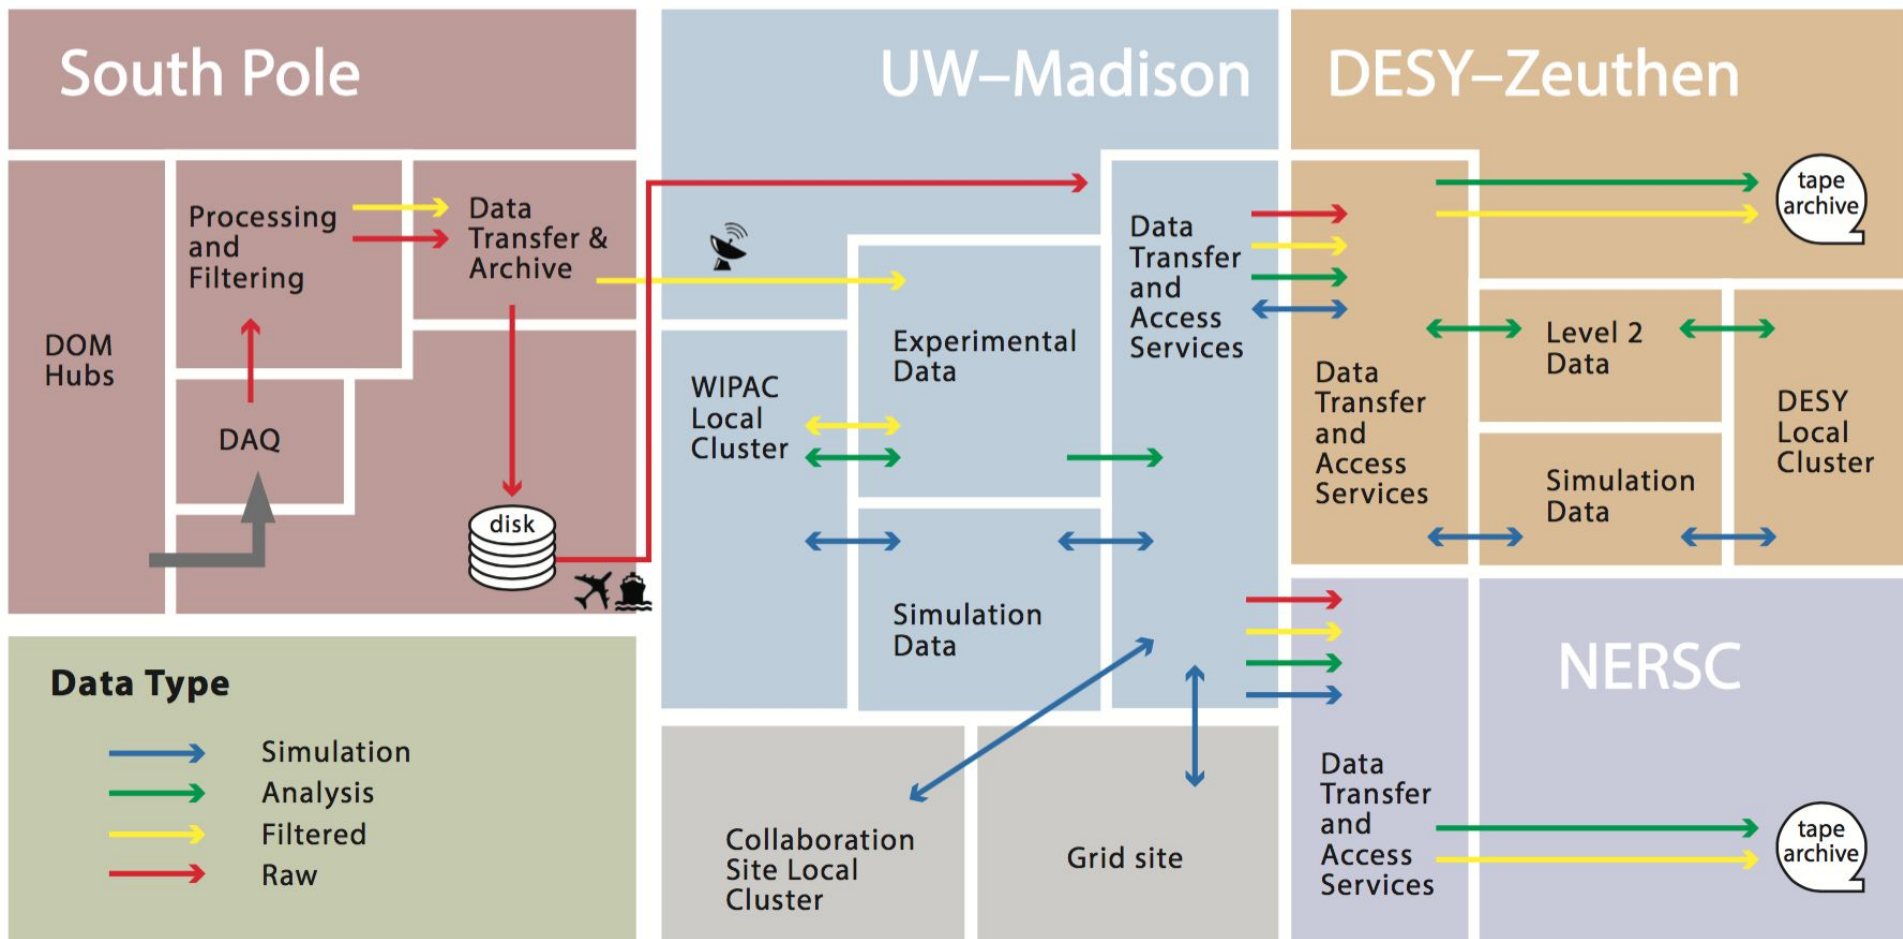 South Pole
UW–Madison
DESY–Zeuthen
DOM
Hubs
Processing
and
Filtering
Data
Transfer &
Archive
DAQ
disk
Experimental
Data
WIPAC
Local
Cluster
Simulation
Data
Data
Transfer
and
Access
Services
Data
Transfer
and
Access
Services
tape
archive
Level 2
Data
Simulation
Data
DESY
Local
Cluster
Data Type
Simulation
Analysis
Filtered
Raw
Collaboration
Site Local
Cluster
Grid site
NERSC
Data
Transfer
and
Access
Services
tape
archive